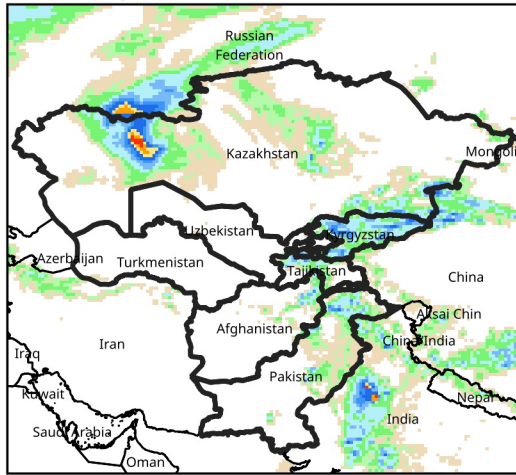 Russian
Federation
Kazakhstan
Mongoli
Uzbekistan
Kyrgyzstan
Azerbaijan
Turkmenistan
Tajikistan
China
Aksai Chin
Afghanistan
China/India
Iran
Iraq
Pakistan
Kuwait
Nepal
India
Saudi Arabia
Oman